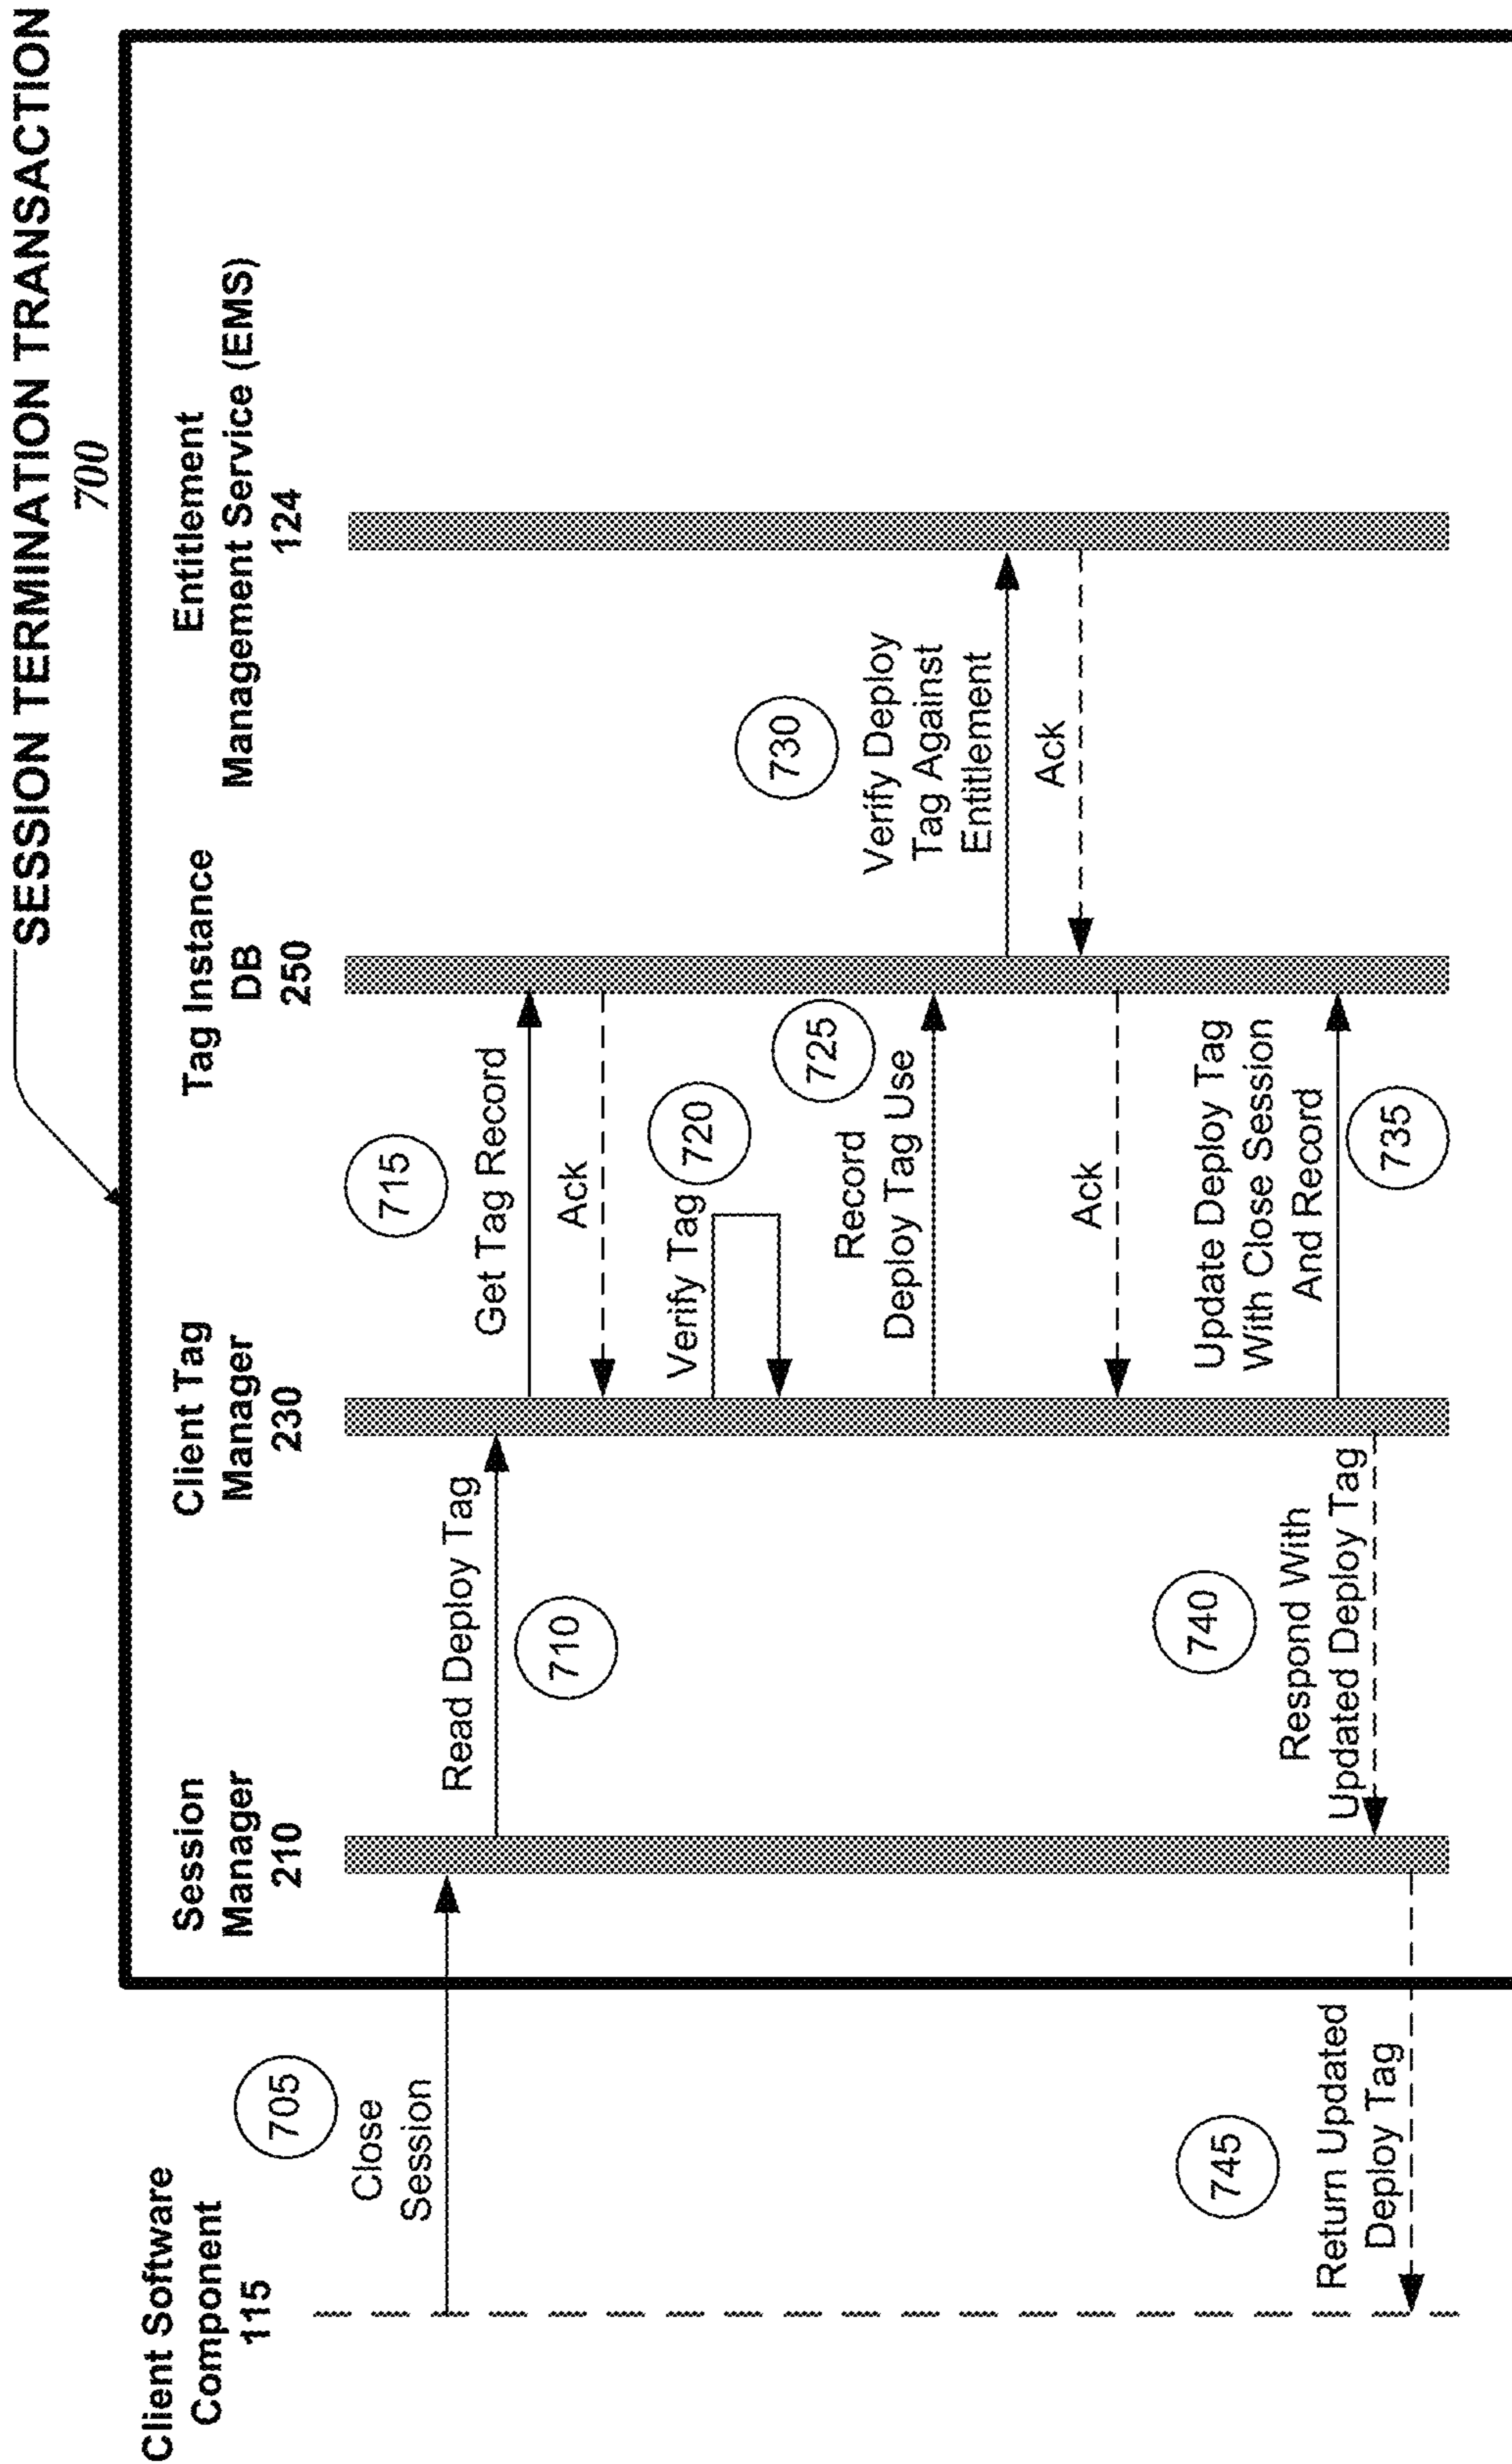 SESSION TERMINATION TRANSACTION
700
Client Software
Component
115
Session
Manager
210
Client Tag
Manager
230
Tag Instance
DB
250
Entitlement
Management Service (EMS)
124
705
Close
Session
Read Deploy Tag
710
715
Get Tag Record
Ack
Verify Tag
720
725
Record
Deploy Tag Use
730
Verify Deploy
Tag Against
Entitlement
Ack
Ack
Update Deploy Tag
With Close Session
And Record
735
740
Respond With
Updated Deploy Tag
745
Return Updated
Deploy Tag